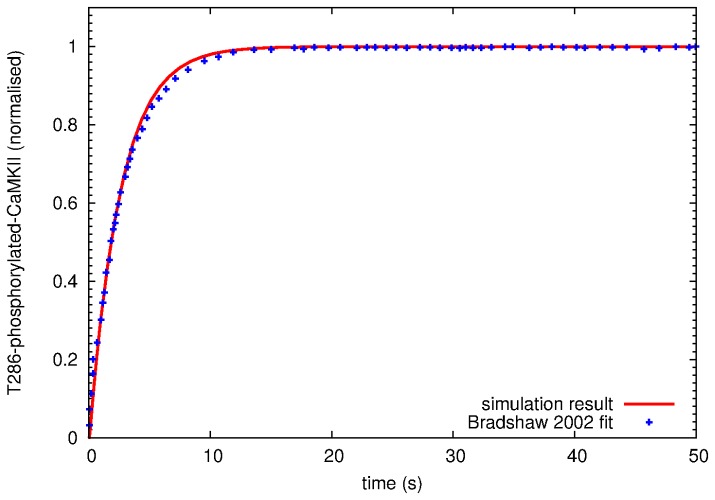 T286-phosphorylated-CaMKII (normalised)
1
0.8
0.6
0.4
0.2
0
0 10 20 30 40 50
time (s)
simulation result
Bradshaw 2002 fit